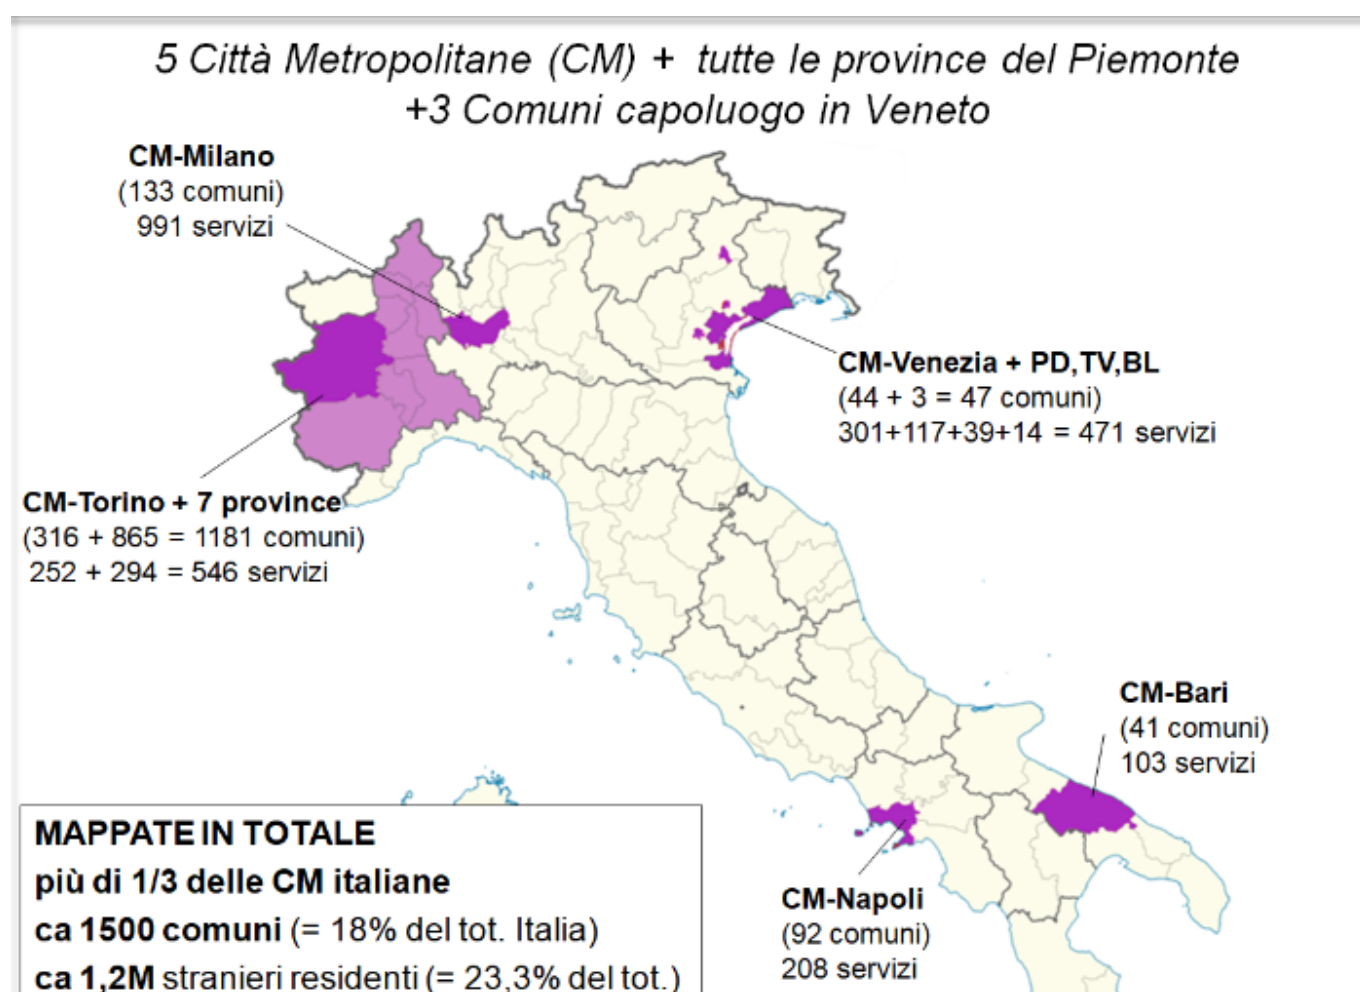 5 Città Metropolitane (CM) + tutte le province del Piemonte
+3 Comuni capoluogo in Veneto
CM-Milano
(133 comuni)
991 servizi
CM-Venezia + PD,TV,BL
(44 + 3 = 47 comuni)
301+117+39+14 = 471 servizi
CM-Torino + 7 province
(316 + 865 = 1181 comuni)
252 + 294 = 546 servizi
CM-Bari
(41 comuni)
103 servizi
CM-Napoli
(92 comuni)
208 servizi
MAPPATE IN TOTALE
più di 1/3 delle CM italiane
ca 1500 comuni (= 18% del tot. Italia)
ca 1,2M stranieri residenti (= 23,3% del tot.)